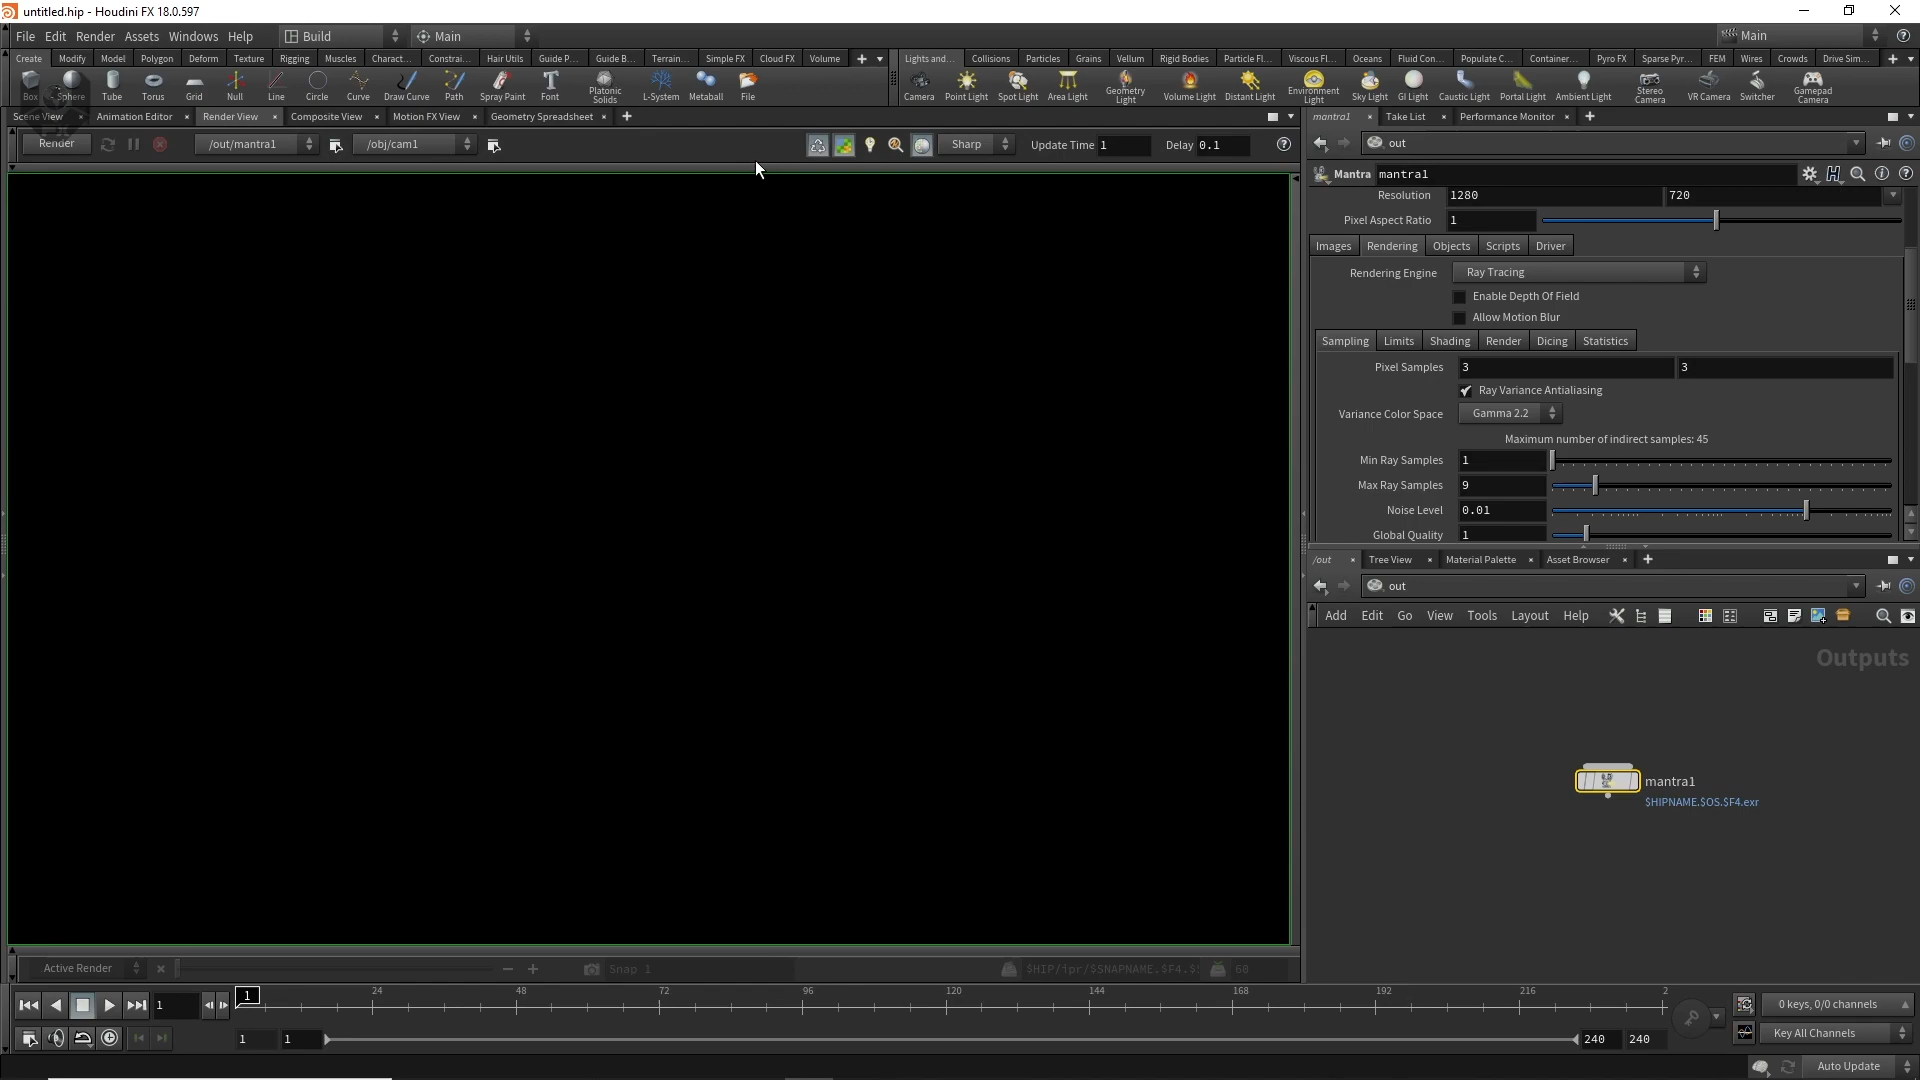 untitled.hip - Houdini FX 18.0.597
File Edit Render Assets Windows Help Build Main Main
Create Modify Model Polygon Deform Texture Rigging Muscles Charact... Constrai... Hair Utils Guide P... Guide B... Terrain... Simple FX Cloud FX Volume
Lights and... Collisions Particles Grains Vellum Rigid Bodies Particle Fl... Viscous Fl... Oceans Fluid Con... Populate C... Container... Pyro FX Sparse Pyr... FEM Wires Crowds Drive Sim...
Box Sphere Tube Torus Grid Null Line Circle Curve Draw Curve Path Spray Paint Font Platonic Solids L-System Metaball File
Camera Point Light Spot Light Area Light Geometry Light Volume Light Distant Light Environment Light Sky Light GI Light Caustic Light Portal Light Ambient Light Stereo Camera VR Camera Switcher Gamepad Camera
Scene View Animation Editor Render View Composite View Motion FX View Geometry Spreadsheet
Render /out/mantra1 /obj/cam1 Sharp Update Time 1 Delay 0.1
mantra1 Take List Performance Monitor
out
Mantra mantra1
Resolution 1280 720
Pixel Aspect Ratio 1
Images Rendering Objects Scripts Driver
Rendering Engine Ray Tracing
Enable Depth Of Field
Allow Motion Blur
Sampling Limits Shading Render Dicing Statistics
Pixel Samples 3 3
Ray Variance Antialiasing
Variance Color Space Gamma 2.2
Maximum number of indirect samples: 45
Min Ray Samples 1
Max Ray Samples 9
Noise Level 0.01
Global Quality 1
/out Tree View Material Palette Asset Browser
out
Add Edit Go View Tools Layout Help
Outputs
mantra1
$HIPNAME.$OS.$F4.exr
Active Render Snap 1 $HIP/ipr/$SNAPNAME.$F4.$ 60
1 1 24 48 72 96 120 144 168 192 216 2
0 keys, 0/0 channels
1 1 240 240
Key All Channels
Auto Update